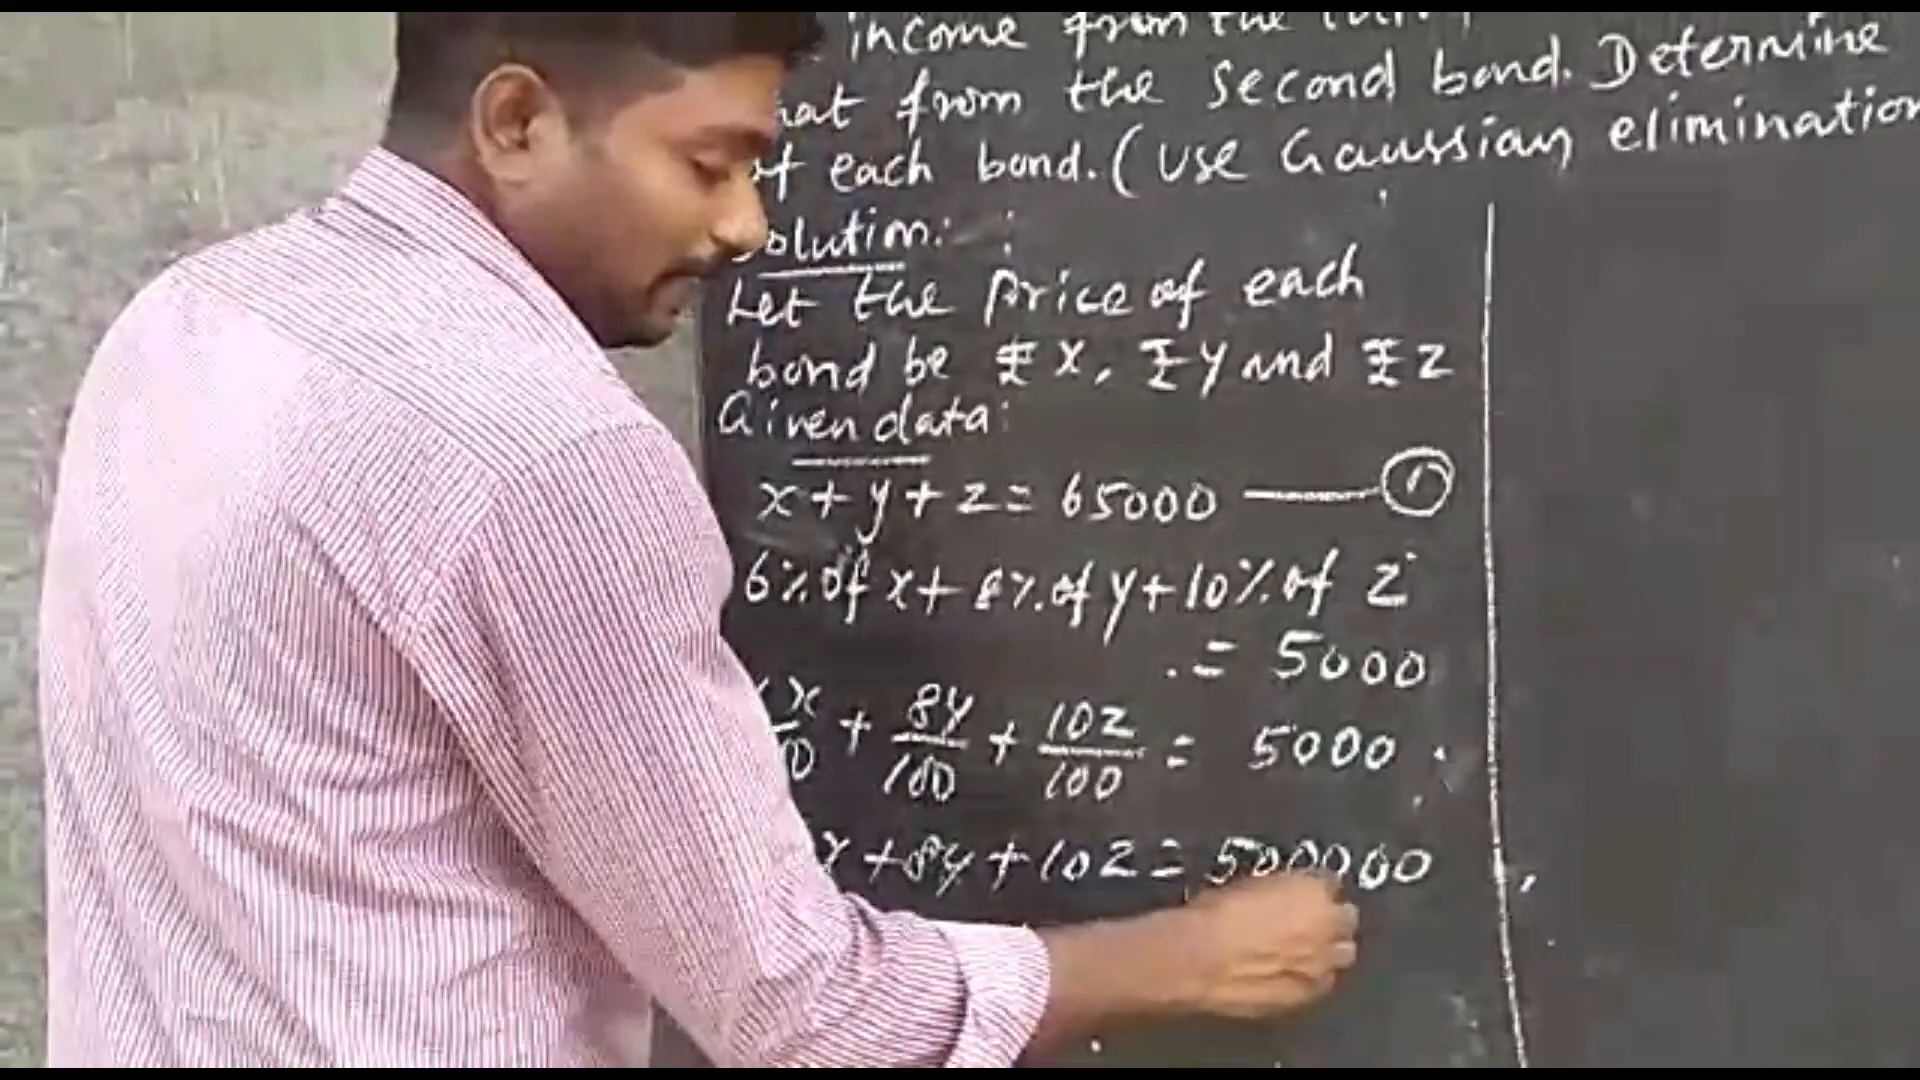 income from the
hat from the second bond. Determine
of each bond. (use Gaussian elimination
olution:
Let the price of each
bond be ₹ x, ₹ y and ₹ z
Given data:
x + y + z = 65000 ——— ①
6% of x + 8% of y + 10% of z
= 5000
x/0 + 8y/100 + 10z/100 = 5000
x + 8y + 10z = 500000